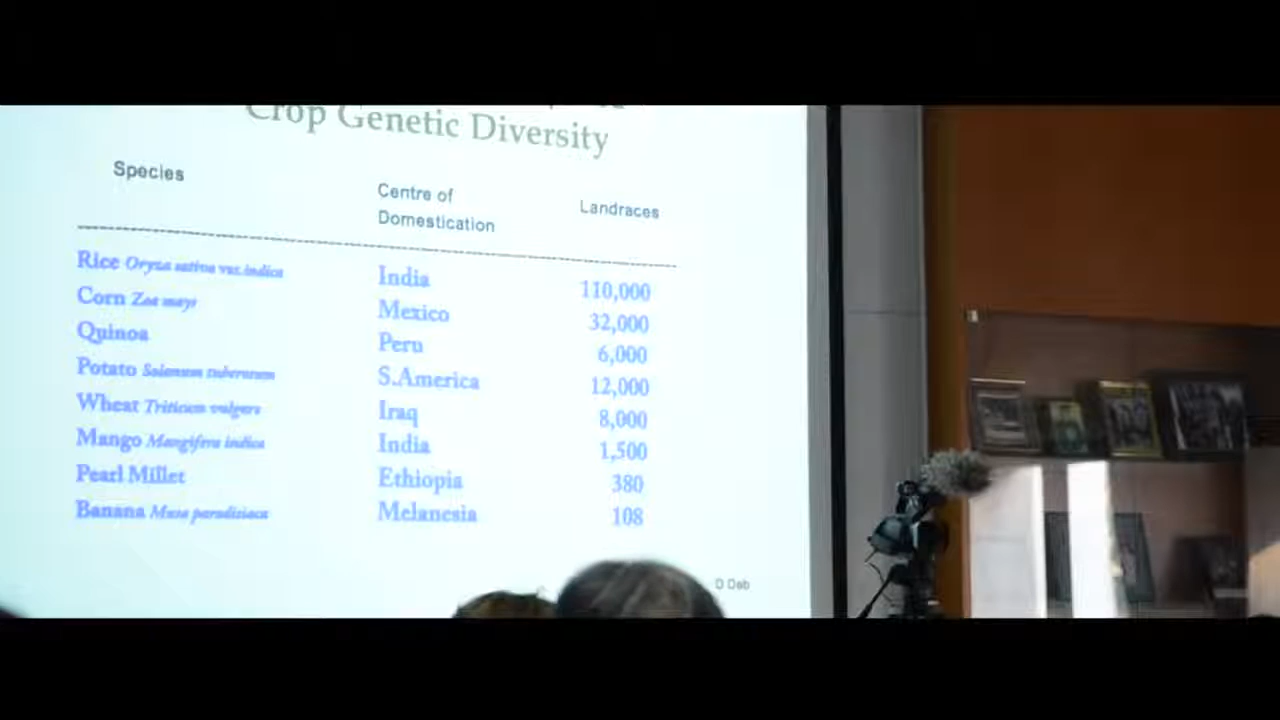 Crop Genetic Diversity
Species Centre of Domestication Landraces
Rice Oryza sativa var. indica India 110,000
Corn Zea mays Mexico 32,000
Quinoa Peru 6,000
Potato Solanum tuberosum S.America 12,000
Wheat Triticum vulgare Iraq 8,000
Mango Mangifera indica India 1,500
Pearl Millet Ethiopia 380
Banana Musa paradisiaca Melanesia 108
D Deb